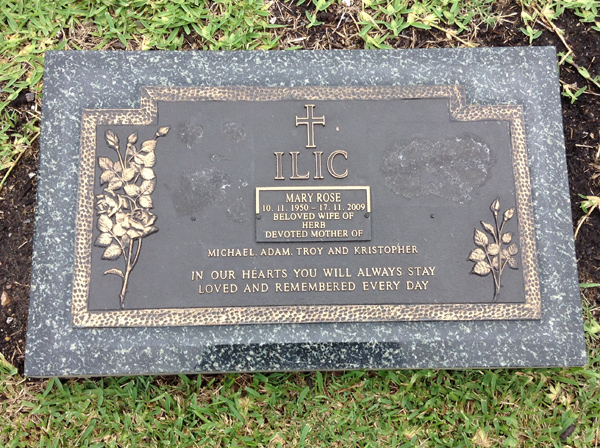 ILIC
MARY ROSE
10. 11. 1950 - 17. 11. 2009
BELOVED WIFE OF
HERB
DEVOTED MOTHER OF
MICHAEL, ADAM, TROY AND KRISTOPHER
IN OUR HEARTS YOU WILL ALWAYS STAY
LOVED AND REMEMBERED EVERY DAY